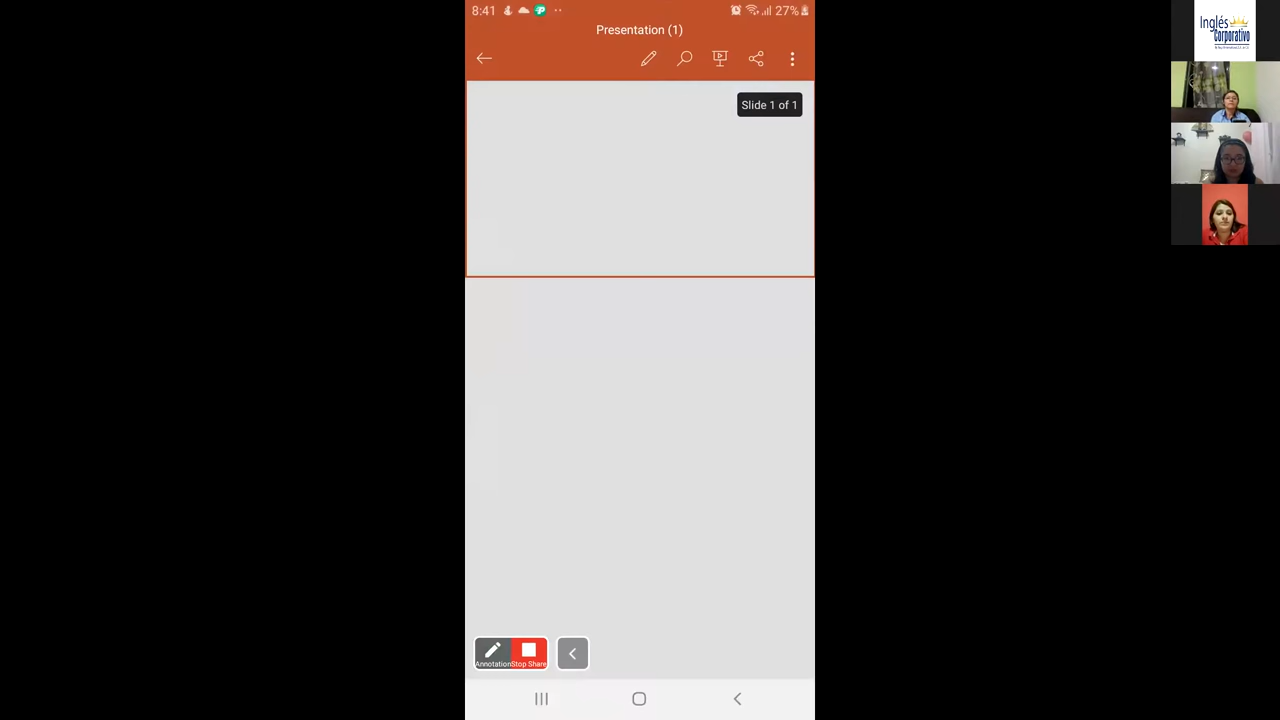 8:41
27%
Presentation (1)
Slide 1 of 1
Annotation
Stop Share
Inglés
Corporativo